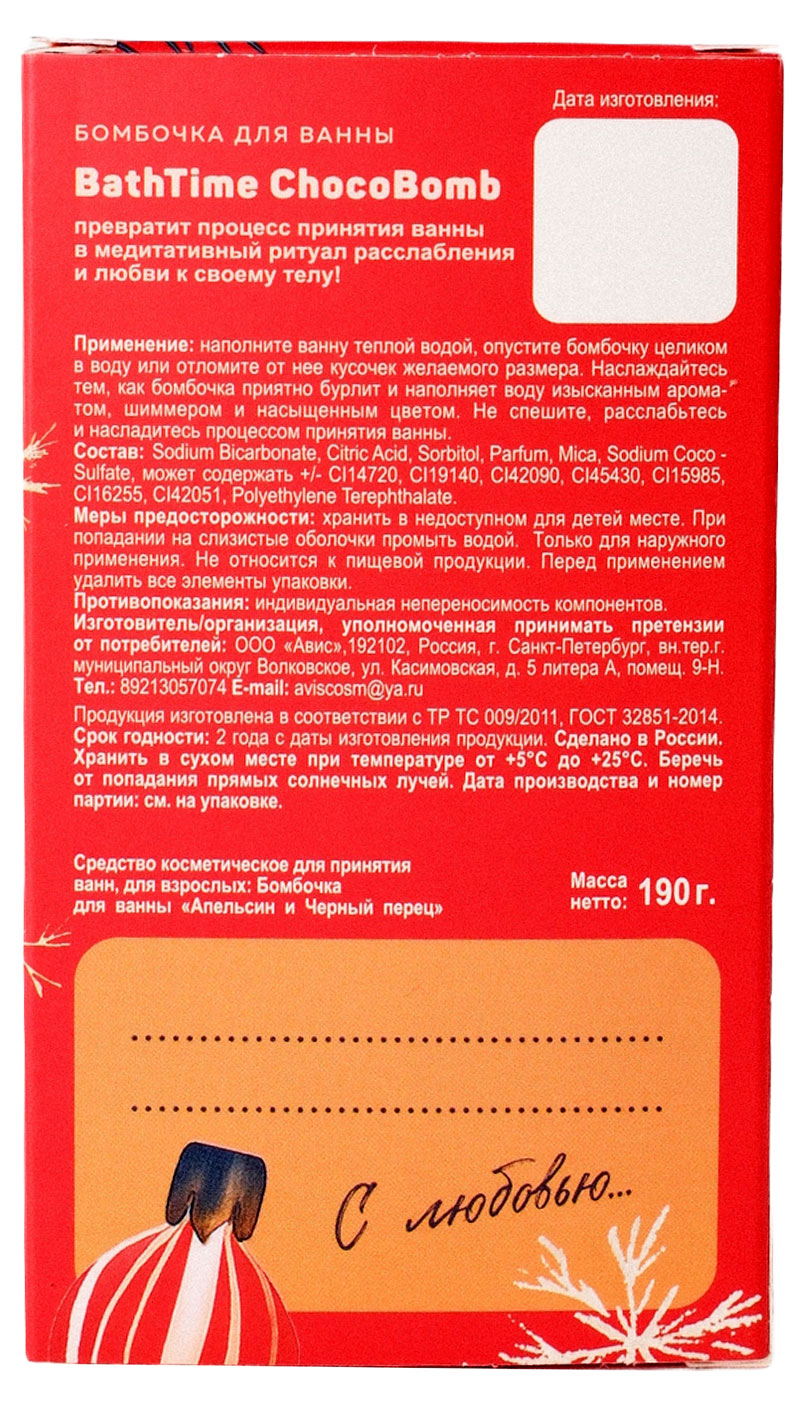 Дата изготовления:
БОМБОЧКА ДЛЯ ВАННЫ
BathTime ChocoBomb
превратит процесс принятия ванны
в медитативный ритуал расслабления
и любви к своему телу!
Применение: наполните ванну теплой водой, опустите бомбочку целиком
в воду или отломите от нее кусочек желаемого размера. Наслаждайтесь
тем, как бомбочка приятно бурлит и наполняет воду изысканным арома-
том, шиммером и насыщенным цветом. Не спешите, расслабьтесь
и насладитесь процессом принятия ванны.
Состав: Sodium Bicarbonate, Citric Acid, Sorbitol, Parfum, Mica, Sodium Coco -
Sulfate, может содержать +/- CI14720, CI19140, CI42090, CI45430, CI15985,
CI16255, CI42051, Polyethylene Terephthalate.
Меры предосторожности: хранить в недоступном для детей месте. При
попадании на слизистые оболочки промыть водой. Только для наружного
применения. Не относится к пищевой продукции. Перед применением
удалить все элементы упаковки.
Противопоказания: индивидуальная непереносимость компонентов.
Изготовитель/организация, уполномоченная принимать претензии
от потребителей: ООО «Авис»,192102, Россия, г. Санкт-Петербург, вн.тер.г.
муниципальный округ Волковское, ул. Касимовская, д. 5 литера А, помещ. 9-Н.
Тел.: 89213057074 E-mail: aviscosm@ya.ru
Продукция изготовлена в соответствии с ТР ТС 009/2011, ГОСТ 32851-2014.
Срок годности: 2 года с даты изготовления продукции. Сделано в России.
Хранить в сухом месте при температуре от +5°С до +25°С. Беречь
от попадания прямых солнечных лучей. Дата производства и номер
партии: см. на упаковке.
Средство косметическое для принятия
ванн, для взрослых: Бомбочка
для ванны «Апельсин и Черный перец»
Масса
нетто: 190 г.
С любовью...